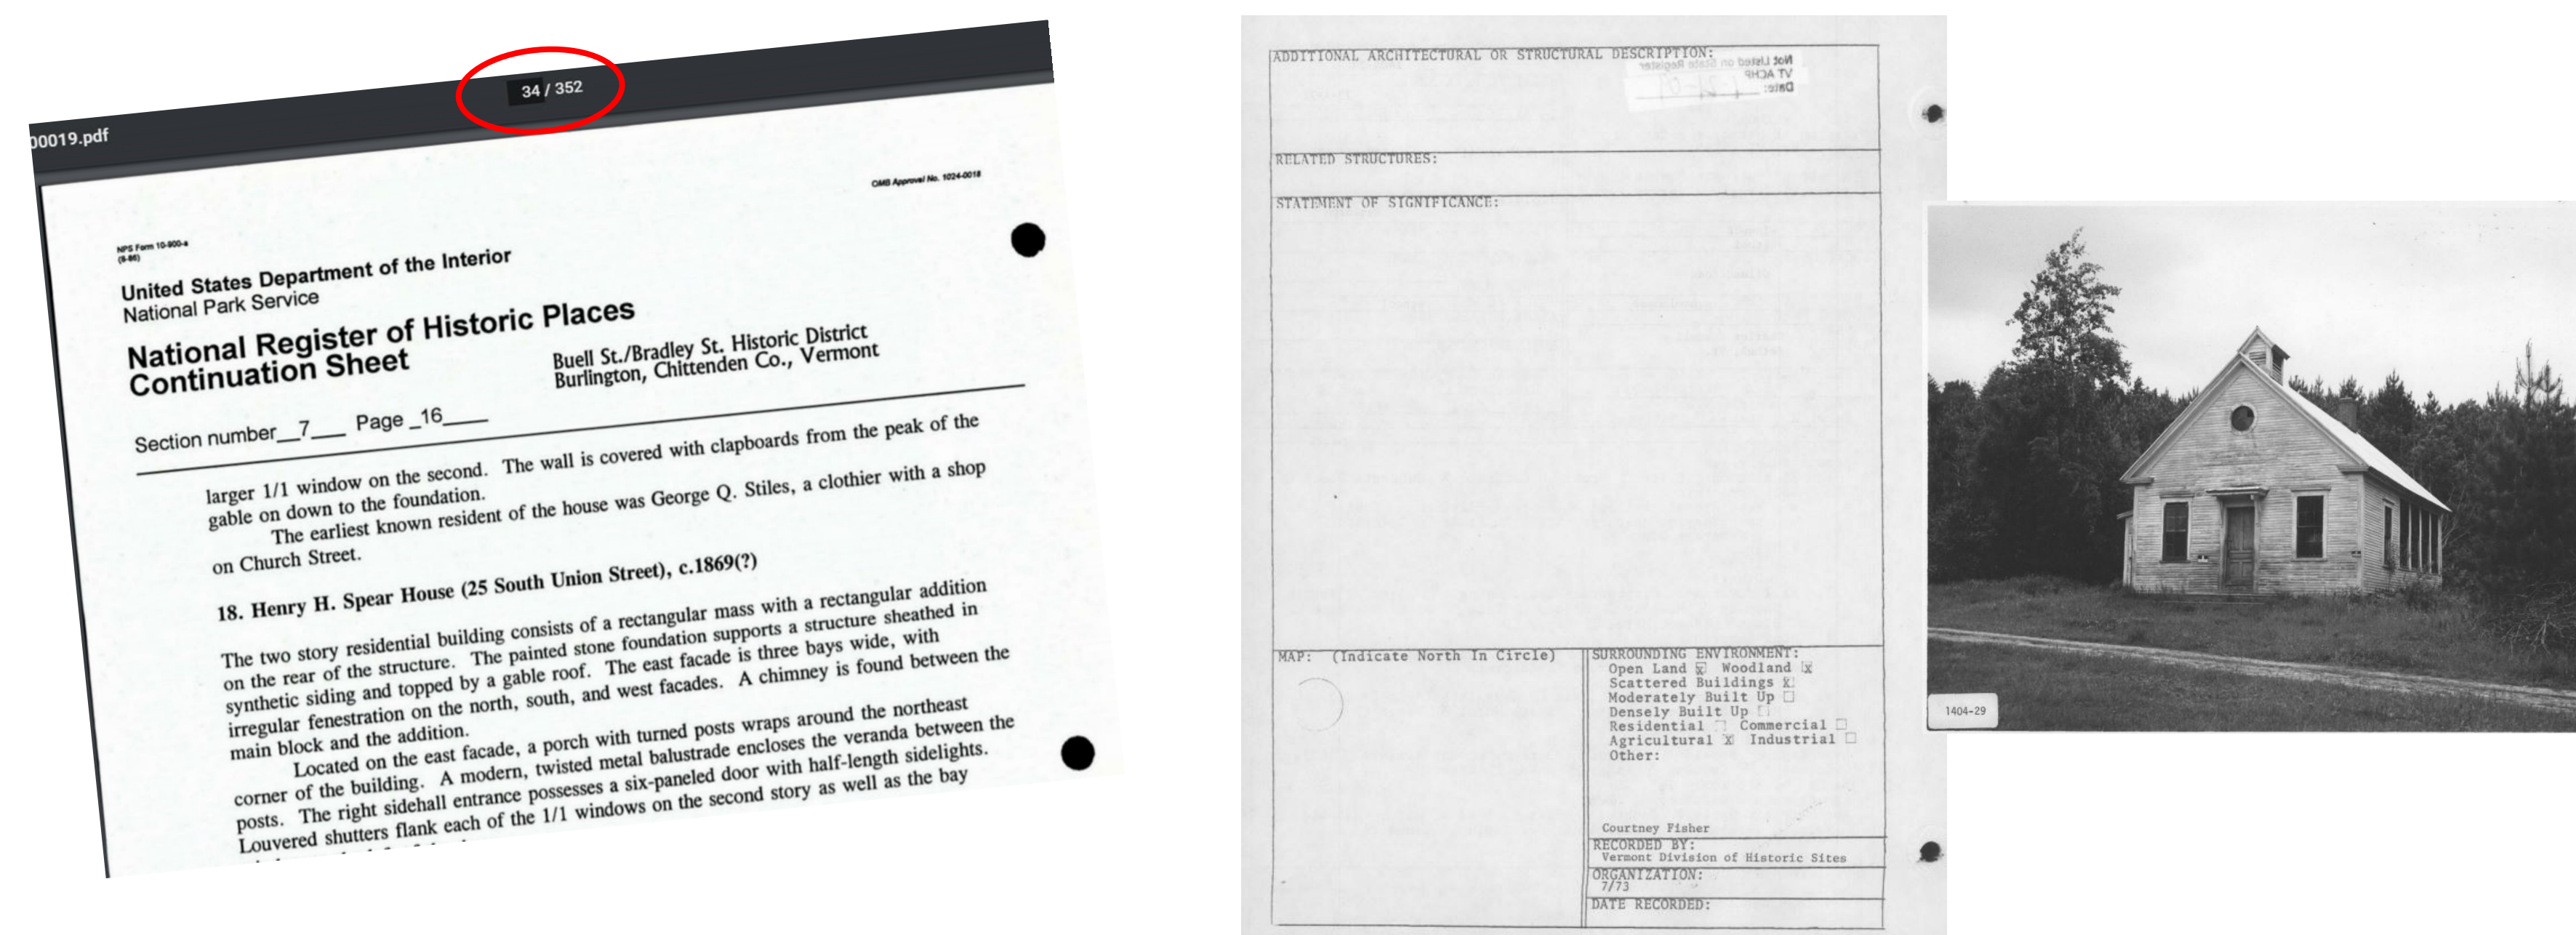 34 / 352
00019.pdf
OMB Approval No. 1024-0018
NPS Form 10-900-a
(8-86)
United States Department of the Interior
National Park Service
National Register of Historic Places
Continuation Sheet
Buell St./Bradley St. Historic District
Burlington, Chittenden Co., Vermont
Section number__7___ Page _16____
larger 1/1 window on the second. The wall is covered with clapboards from the peak of the
gable on down to the foundation.
The earliest known resident of the house was George Q. Stiles, a clothier with a shop
on Church Street.
18. Henry H. Spear House (25 South Union Street), c.1869(?)
The two story residential building consists of a rectangular mass with a rectangular addition
on the rear of the structure. The painted stone foundation supports a structure sheathed in
synthetic siding and topped by a gable roof. The east facade is three bays wide, with
irregular fenestration on the north, south, and west facades. A chimney is found between the
main block and the addition.
Located on the east facade, a porch with turned posts wraps around the northeast
corner of the building. A modern, twisted metal balustrade encloses the veranda between the
posts. The right sidehall entrance possesses a six-paneled door with half-length sidelights.
Louvered shutters flank each of the 1/1 windows on the second story as well as the bay
ADDITIONAL ARCHITECTURAL OR STRUCTURAL DESCRIPTION:
Not Listed on State Register
VT ACHP
Date:
RELATED STRUCTURES:
STATEMENT OF SIGNIFICANCE:
MAP: (Indicate North In Circle)
SURROUNDING ENVIRONMENT:
Open Land x Woodland x
Scattered Buildings x
Moderately Built Up
Densely Built Up
Residential Commercial
Agricultural x Industrial
Other:
Courtney Fisher
RECORDED BY:
Vermont Division of Historic Sites
ORGANIZATION:
7/73
DATE RECORDED:
1404-29